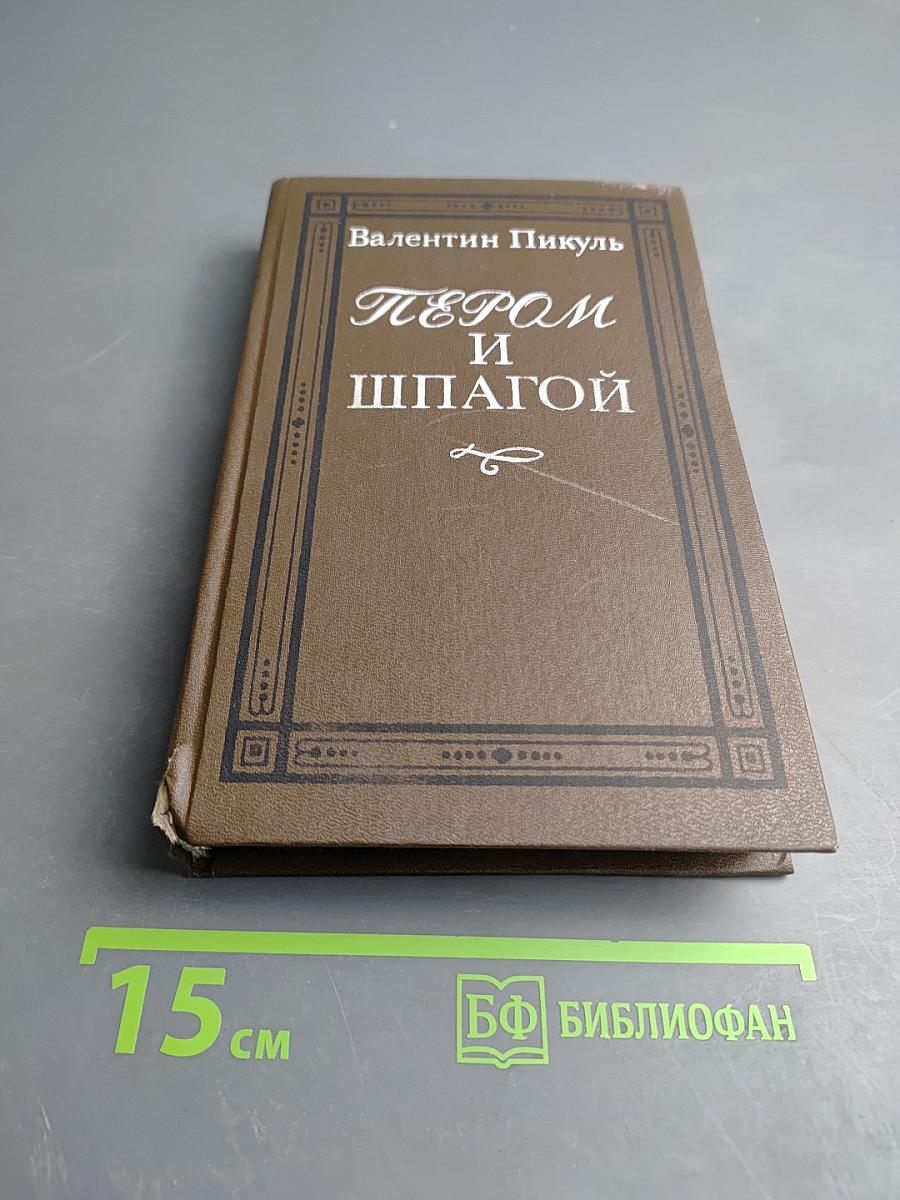 Валентин Пикуль
ПЕРОМ
И
ШПАГОЙ
15 см
БФ БИБЛИОФАН